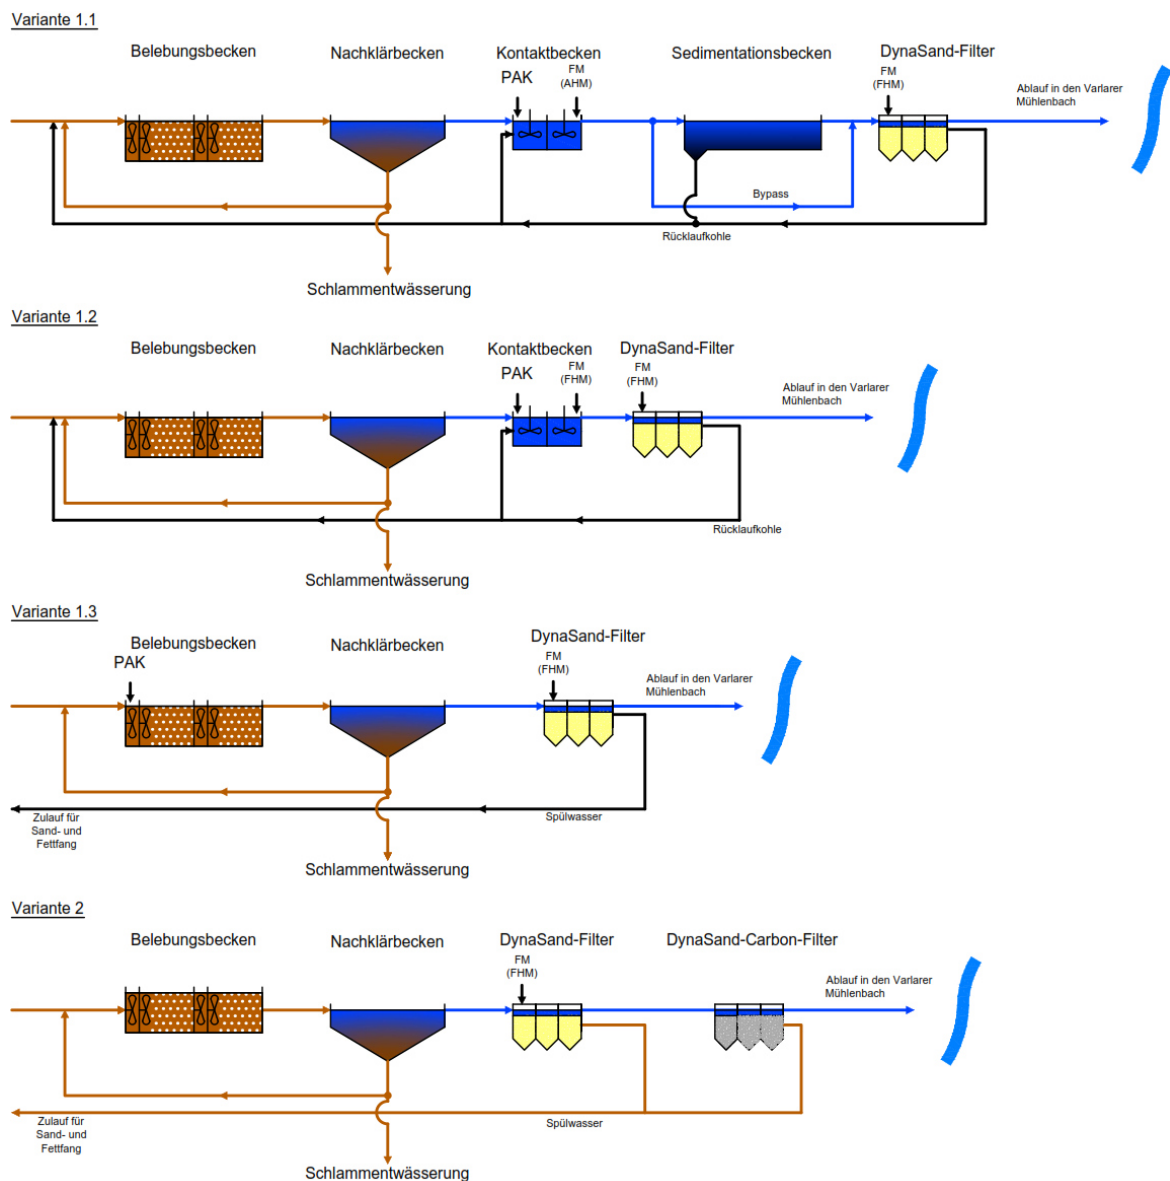 Variante 1.1
Belebungsbecken
Nachklärbecken
Kontaktbecken
Sedimentationsbecken
DynaSand-Filter
PAK
FM
(AHM)
FM
(FHM)
Ablauf in den Varlarer
Mühlenbach
Bypass
Rücklaufkohle
Schlammentwässerung
Variante 1.2
Belebungsbecken
Nachklärbecken
Kontaktbecken
DynaSand-Filter
PAK
FM
(FHM)
FM
(FHM)
Ablauf in den Varlarer
Mühlenbach
Rücklaufkohle
Schlammentwässerung
Variante 1.3
Belebungsbecken
Nachklärbecken
DynaSand-Filter
PAK
FM
(FHM)
Ablauf in den Varlarer
Mühlenbach
Zulauf für
Sand- und
Fettfang
Spülwasser
Schlammentwässerung
Variante 2
Belebungsbecken
Nachklärbecken
DynaSand-Filter
DynaSand-Carbon-Filter
FM
(FHM)
Ablauf in den Varlarer
Mühlenbach
Zulauf für
Sand- und
Fettfang
Spülwasser
Schlammentwässerung